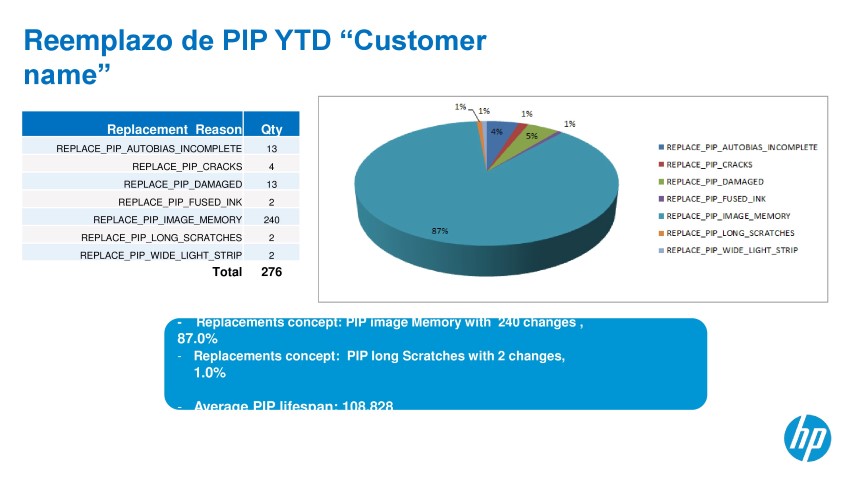 Reemplazo de PIP YTD “Customer
name”
Replacement Reason Qty
REPLACE_PIP_AUTOBIAS_INCOMPLETE 13
REPLACE_PIP_CRACKS 4
REPLACE_PIP_DAMAGED 13
REPLACE_PIP_FUSED_INK 2
REPLACE_PIP_IMAGE_MEMORY 240
REPLACE_PIP_LONG_SCRATCHES 2
REPLACE_PIP_WIDE_LIGHT_STRIP 2
Total 276
1% 1% 1%
4% 5% 1%
87%
REPLACE_PIP_AUTOBIAS_INCOMPLETE
REPLACE_PIP_CRACKS
REPLACE_PIP_DAMAGED
REPLACE_PIP_FUSED_INK
REPLACE_PIP_IMAGE_MEMORY
REPLACE_PIP_LONG_SCRATCHES
REPLACE_PIP_WIDE_LIGHT_STRIP
- Replacements concept: PIP image Memory with 240 changes ,
87.0%
- Replacements concept: PIP long Scratches with 2 changes,
1.0%
- Average PIP lifespan: 108,828
hp